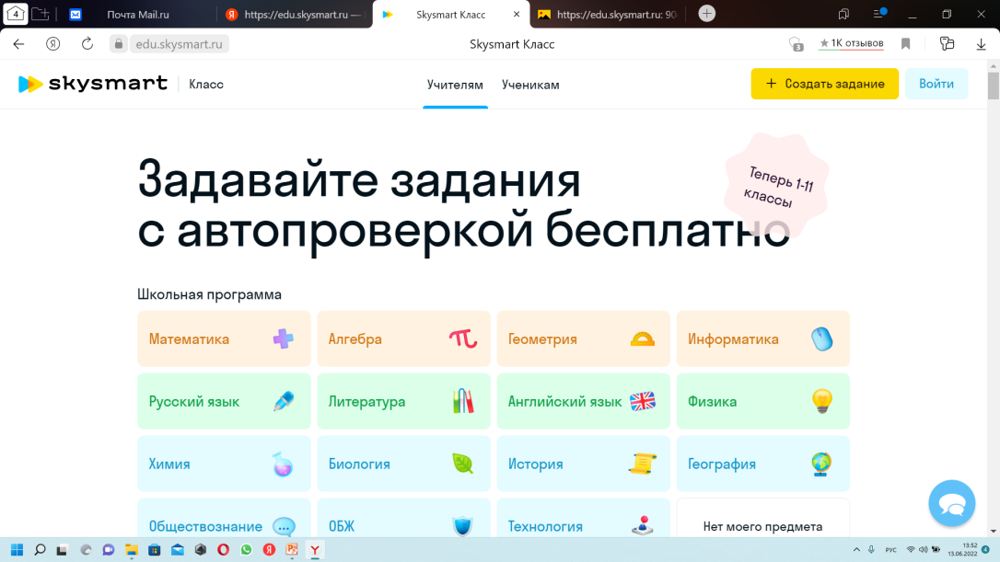 4
Почта Mail.ru
Я
https://edu.skysmart.ru —
Skysmart Класс
https://edu.skysmart.ru: 90
Я
edu.skysmart.ru
Skysmart Класс
3
★ 1K отзывов
skysmart
Класс
Учителям
Ученикам
+ Создать задание
Войти
Теперь 1-11
классы
Задавайте задания
с автопроверкой бесплатно
Школьная программа
Математика
Алгебра
Геометрия
Информатика
Русский язык
Литература
Английский язык
Физика
Химия
Биология
История
География
Обществознание
ОБЖ
Технология
Нет моего предмета
РУС
13:52
13.06.2022
4